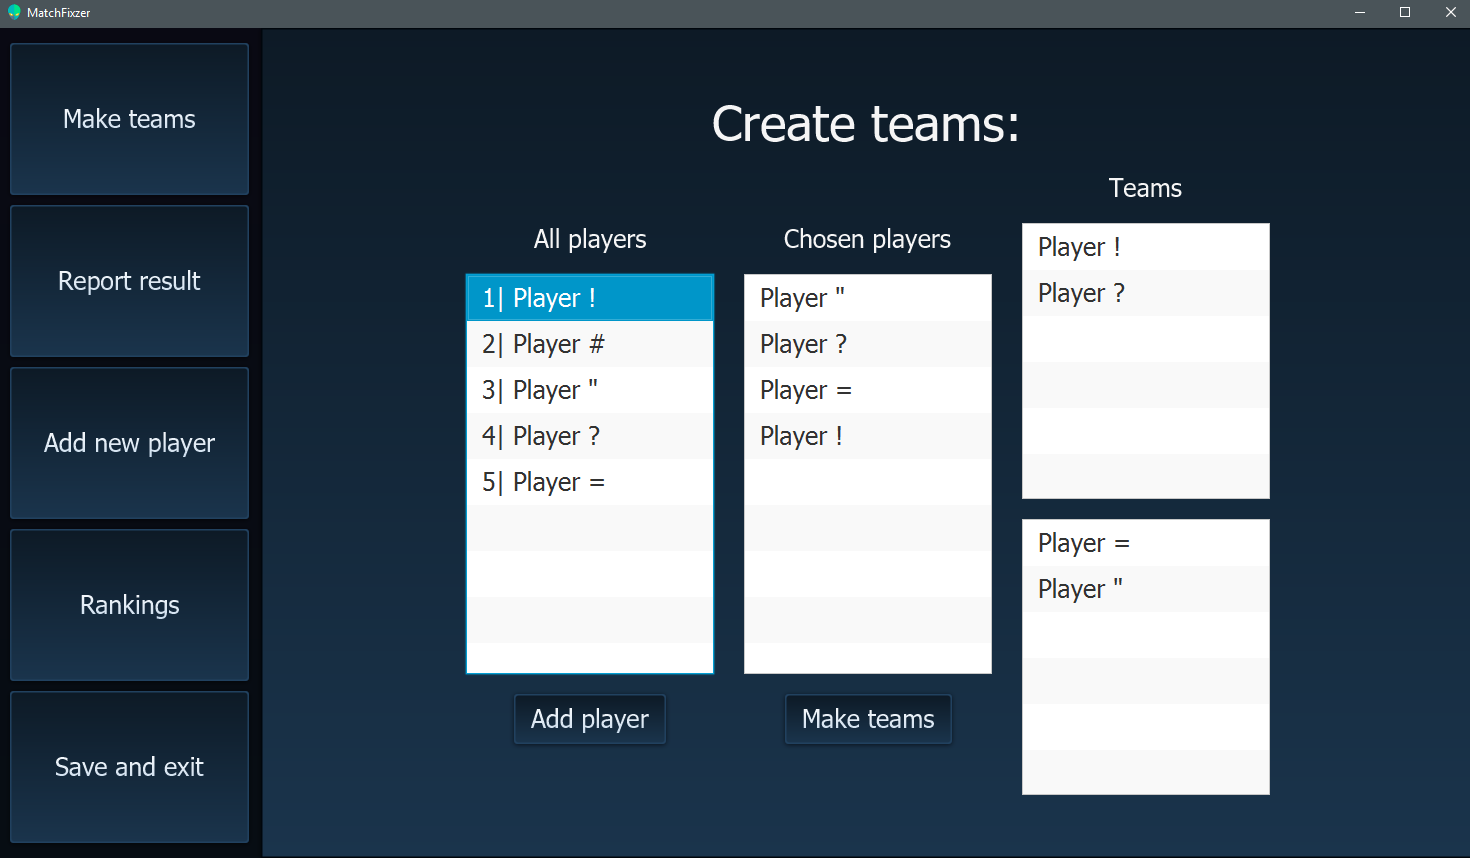 MatchFixzer
Make teams
Report result
Add new player
Rankings
Save and exit
Create teams:
All players
1| Player !
2| Player #
3| Player "
4| Player ?
5| Player =
Add player
Chosen players
Player "
Player ?
Player =
Player !
Make teams
Teams
Player !
Player ?
Player =
Player "